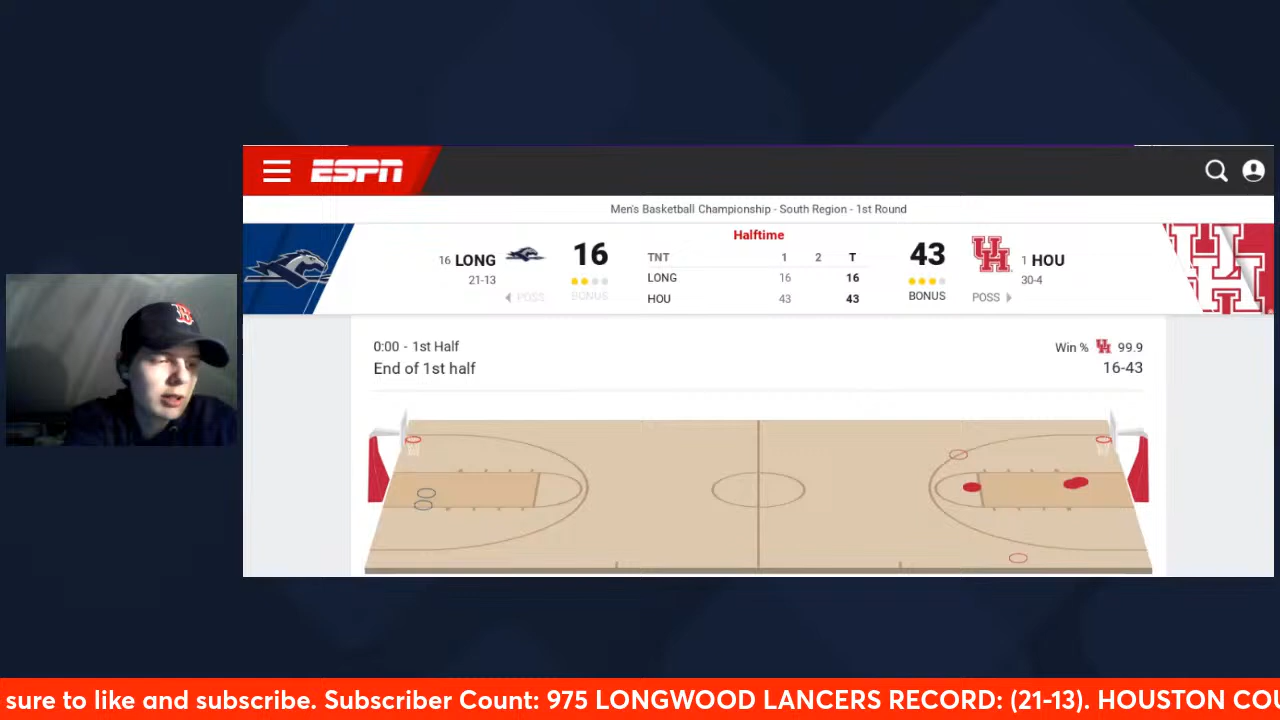 ESPN
Men's Basketball Championship - South Region - 1st Round
Halftime
16 LONG
21-13
POSS
16
BONUS
TNT 1 2 T
LONG 16 16
HOU 43 43
43
BONUS
1 HOU
30-4
POSS
0:00 - 1st Half
End of 1st half
Win % 99.9
16-43
sure to like and subscribe. Subscriber Count: 975 LONGWOOD LANCERS RECORD: (21-13). HOUSTON COU